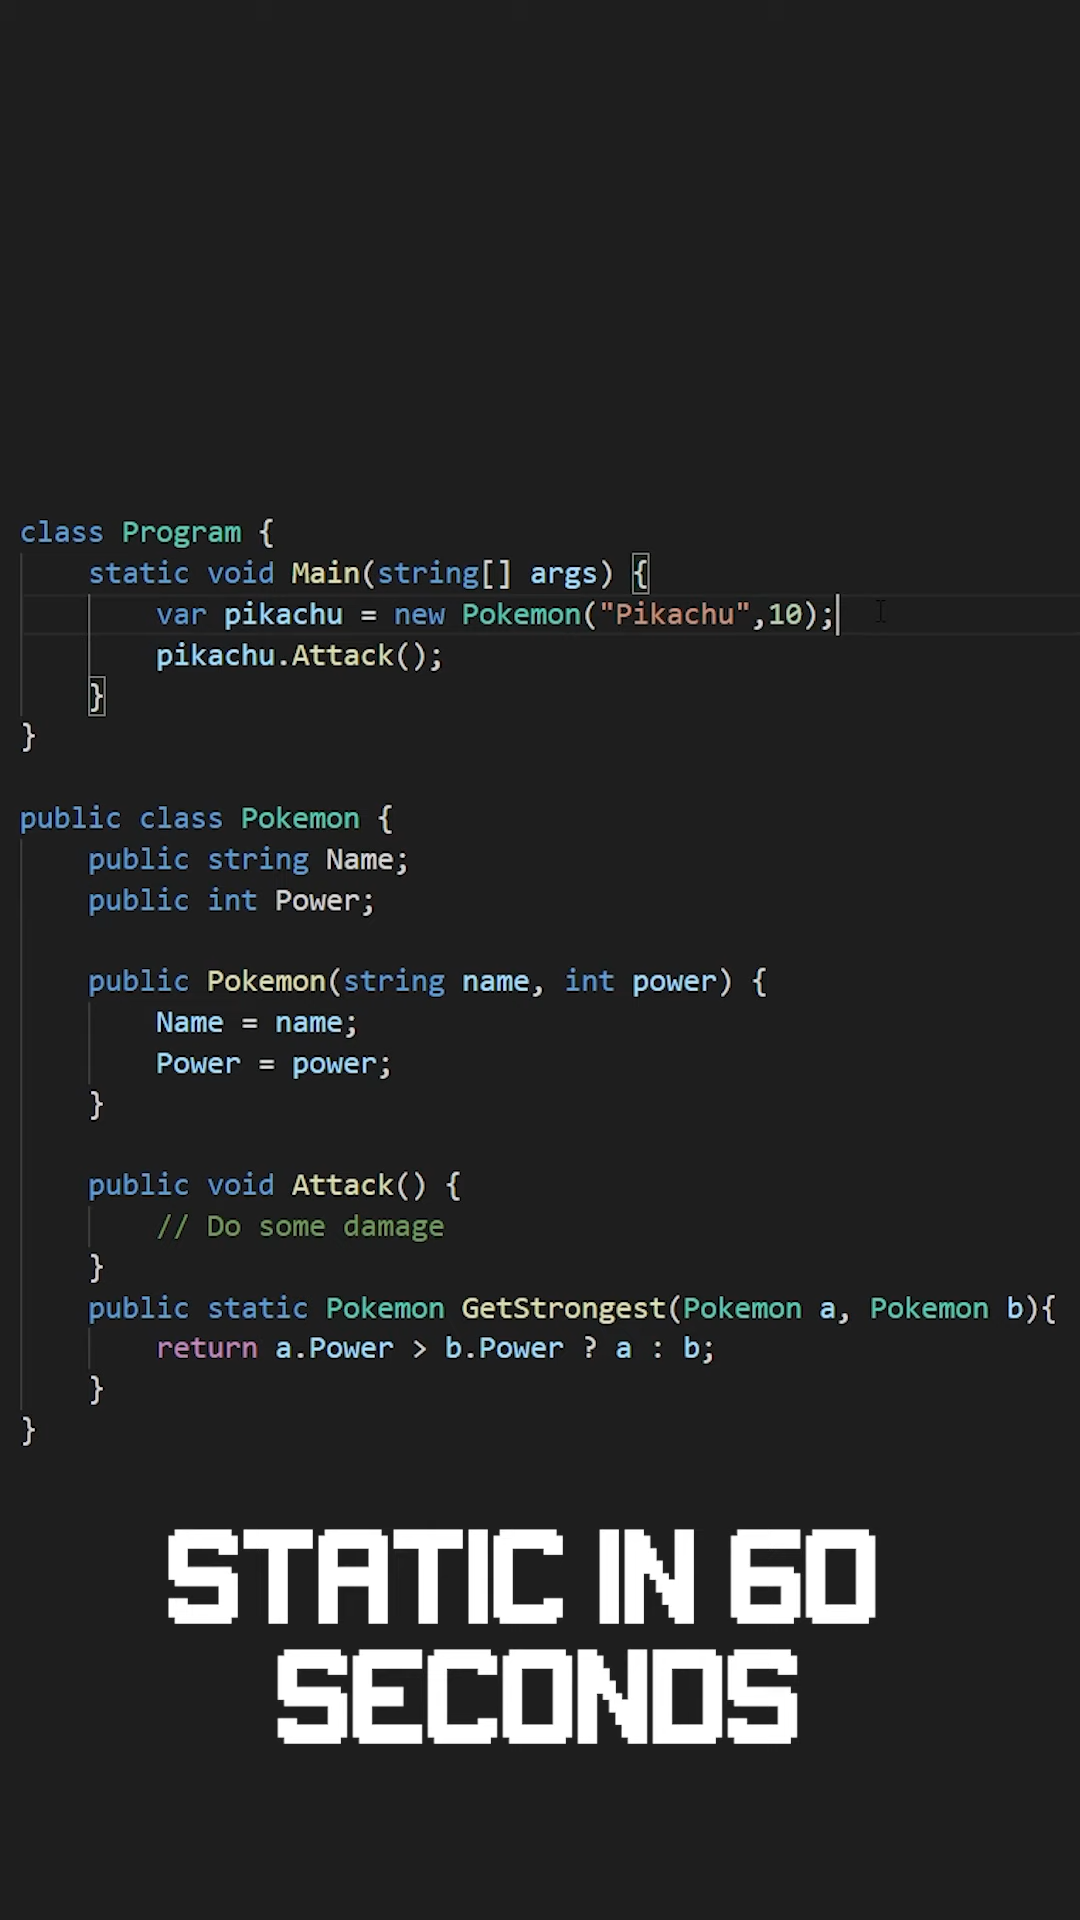 class Program {
    static void Main(string[] args) {
        var pikachu = new Pokemon("Pikachu",10);
        pikachu.Attack();
    }
}

public class Pokemon {
    public string Name;
    public int Power;

    public Pokemon(string name, int power) {
        Name = name;
        Power = power;
    }

    public void Attack() {
        // Do some damage
    }
    public static Pokemon GetStrongest(Pokemon a, Pokemon b){
        return a.Power > b.Power ? a : b;
    }
}
STATIC IN 60
SECONDS